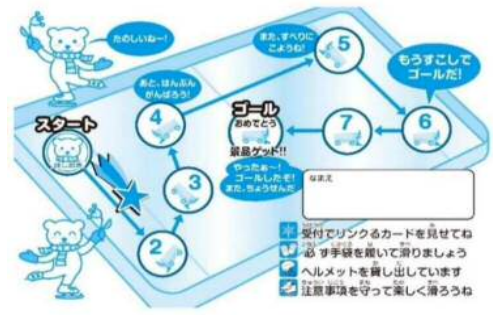 たのしいねー!
また、すべりに
こようね!
5
もうすこしで
ゴールだ!
あと、はんぶん
がんばろう!
4
スタート
ゴール
おめでとう
景品ゲット!!
7
6
3
やったぁ~!
ゴールしたぞ!
また、ちょうせんだ
2
なまえ
受付でリンクるカードを見せてね
必ず手袋を履いて滑りましょう
ヘルメットを貸し出しています
注意事項を守って楽しく滑ろうね